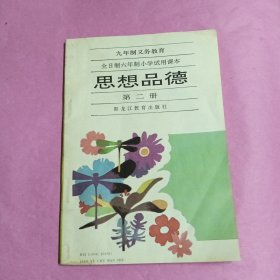 九年制义务教育
全日制六年制小学试用课本
思想品德
第二册
黑龙江教育出版社